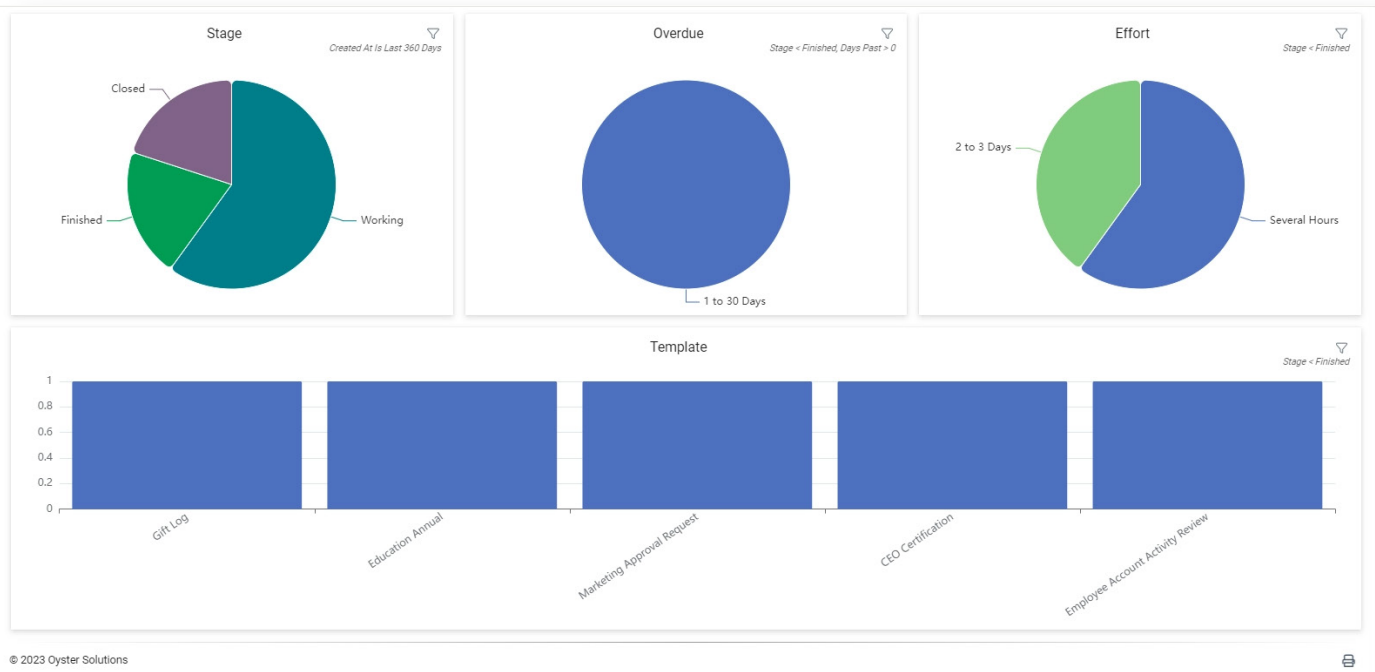 Stage
Created At Is Last 360 Days
Closed
Finished
Working
Overdue
Stage < Finished, Days Past > 0
1 to 30 Days
Effort
Stage < Finished
2 to 3 Days
Several Hours
Template
Stage < Finished
1
0.8
0.6
0.4
0.2
0
Gift Log
Education Annual
Marketing Approval Request
CEO Certification
Employee Account Activity Review
© 2023 Oyster Solutions